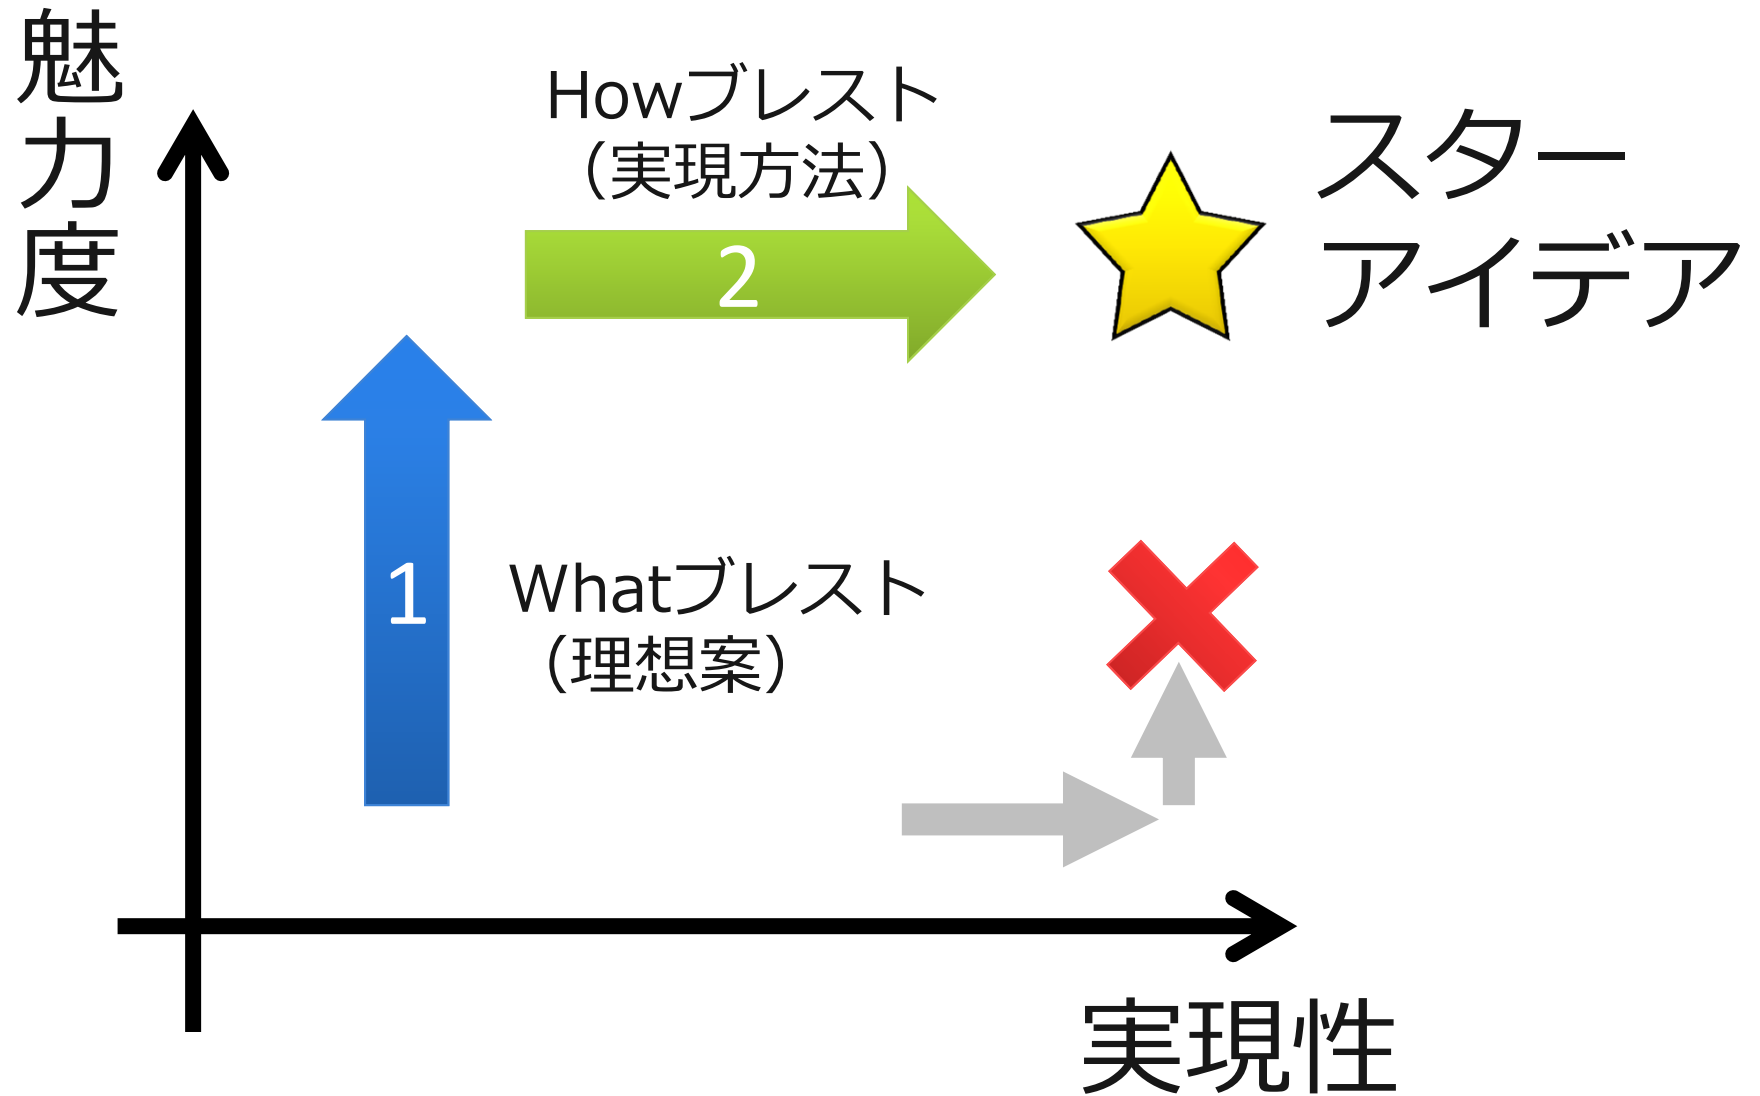 魅力度
Howブレスト
（実現方法）
2
スター
アイデア
1
Whatブレスト
（理想案）
実現性